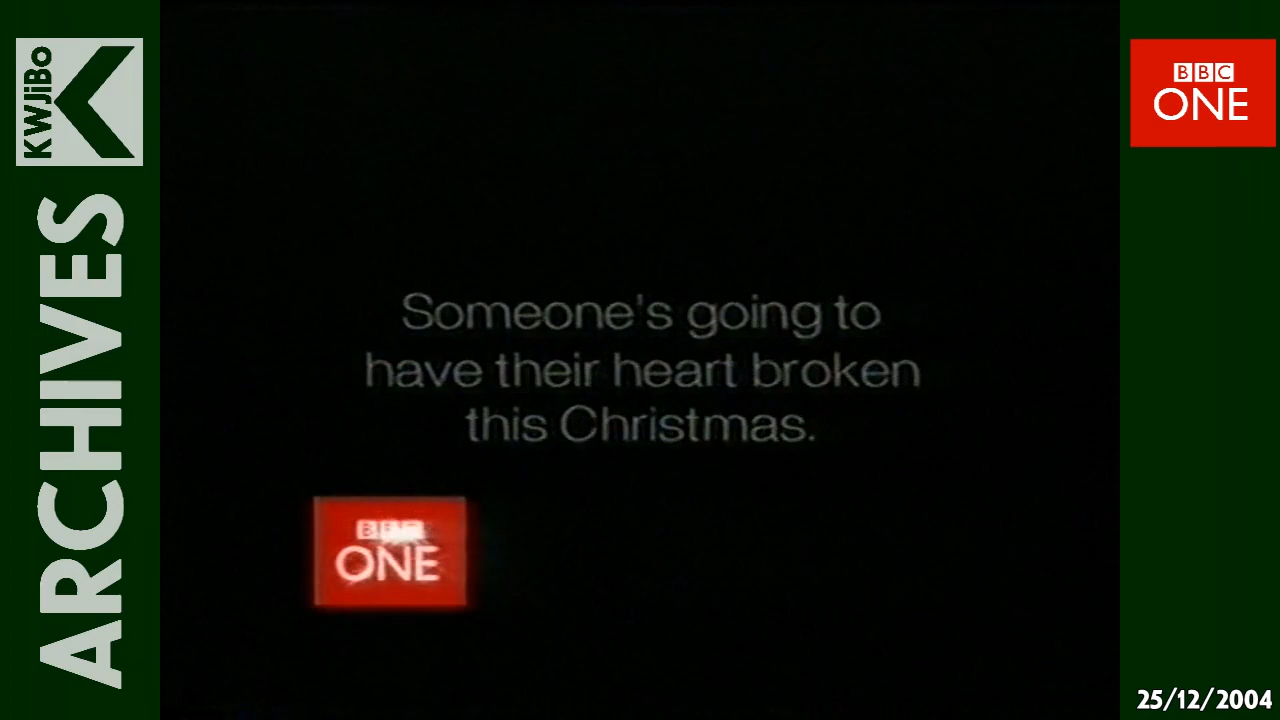 KWJiBo
ARCHIVES
Someone's going to
have their heart broken
this Christmas.
ONE
BBC
ONE
25/12/2004